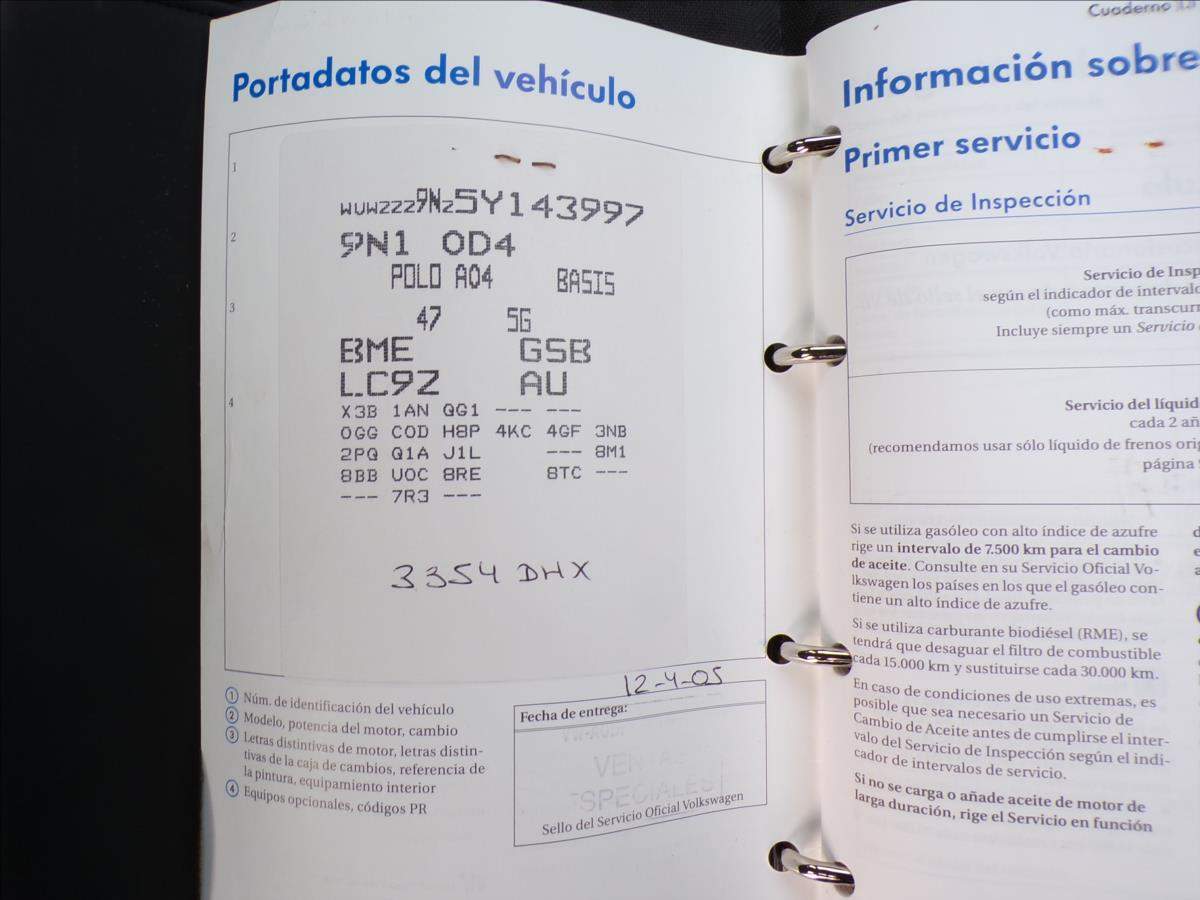 Portadatos del vehículo
1
WUWZZZ9NZ5Y143997
2
9N1 0D4
POLO A04 BASIS
3
47 5G
BME GSB
LC9Z AU
4
X3B 1AN QG1 --- ---
0GG C0D H8P 4KC 4GF 3NB
2PQ Q1A J1L --- 8M1
8BB U0C 8RE 8TC ---
--- 7R3 ---
3354 DHX
1 Núm. de identificación del vehículo
2 Modelo, potencia del motor, cambio
3 Letras distintivas de motor, letras distin-
tivas de la caja de cambios, referencia de
la pintura, equipamiento interior
4 Equipos opcionales, códigos PR
12-4-05
Fecha de entrega:
VENTAS
ESPECIALES
Sello del Servicio Oficial Volkswagen
Cuaderno
Información sobre
Primer servicio
Servicio de Inspección
Servicio de Insp
según el indicador de intervalo
(como máx. transcurr
Incluye siempre un Servicio
Servicio del líquid
cada 2 añ
(recomendamos usar sólo líquido de frenos orig
página
Si se utiliza gasóleo con alto índice de azufre
rige un intervalo de 7.500 km para el cambio
de aceite. Consulte en su Servicio Oficial Vo-
lkswagen los países en los que el gasóleo con-
tiene un alto índice de azufre.
Si se utiliza carburante biodiésel (RME), se
tendrá que desaguar el filtro de combustible
cada 15.000 km y sustituirse cada 30.000 km.
En caso de condiciones de uso extremas, es
posible que sea necesario un Servicio de
Cambio de Aceite antes de cumplirse el inter-
valo del Servicio de Inspección según el indi-
cador de intervalos de servicio.
Si no se carga o añade aceite de motor de
larga duración, rige el Servicio en función